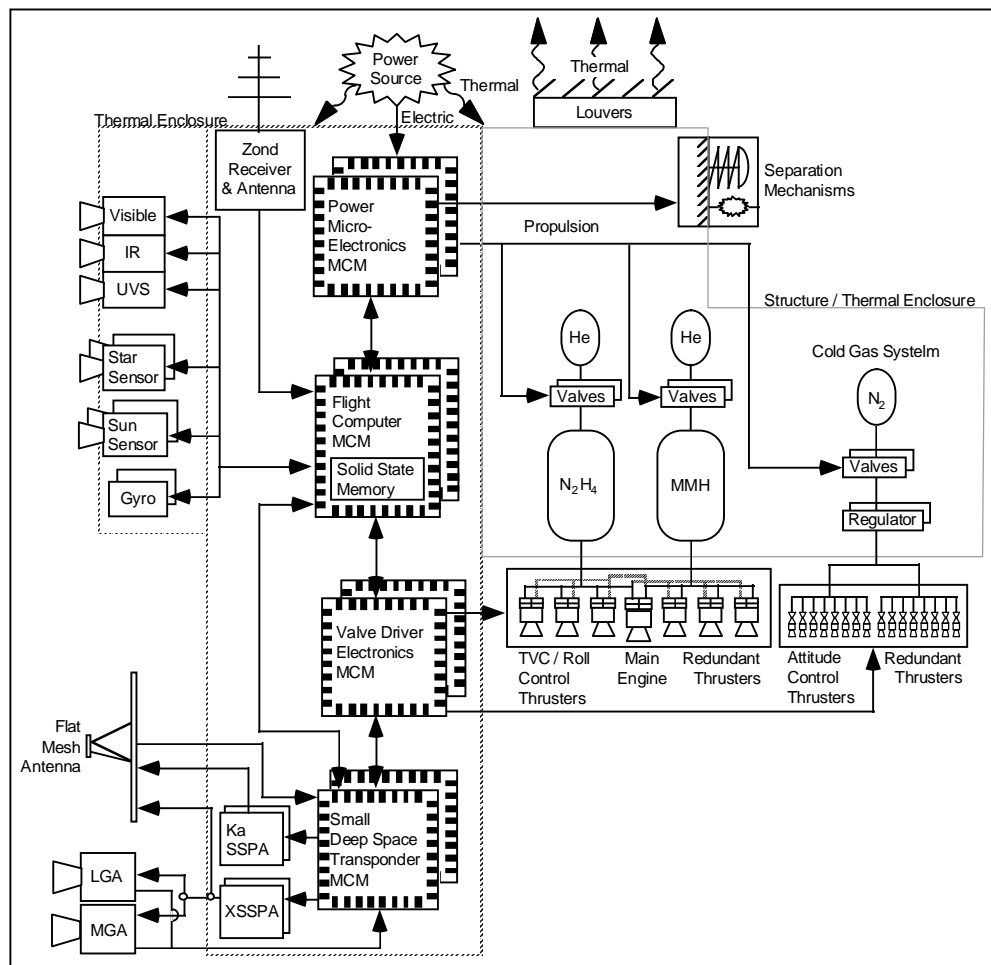 Power
Source
Thermal
Thermal
Louvers
Electric
Thermal Enclosure
Zond
Receiver
& Antenna
Separation
Mechanisms
Visible
IR
UVS
Power
Micro-
Electronics
MCM
Propulsion
Structure / Thermal Enclosure
Star
Sensor
Sun
Sensor
Gyro
He
He
Cold Gas Systelm
N2
Valves
Valves
Valves
Flight
Computer
MCM
Solid State
Memory
N2H4
MMH
Regulator
Valve Driver
Electronics
MCM
TVC / Roll
Control
Thrusters
Main
Engine
Redundant Thrusters
Attitude
Control
Thrusters
Redundant Thrusters
Flat
Mesh
Antenna
Ka
SSPA
Small
Deep Space
Transponder
MCM
LGA
MGA
XSSPA